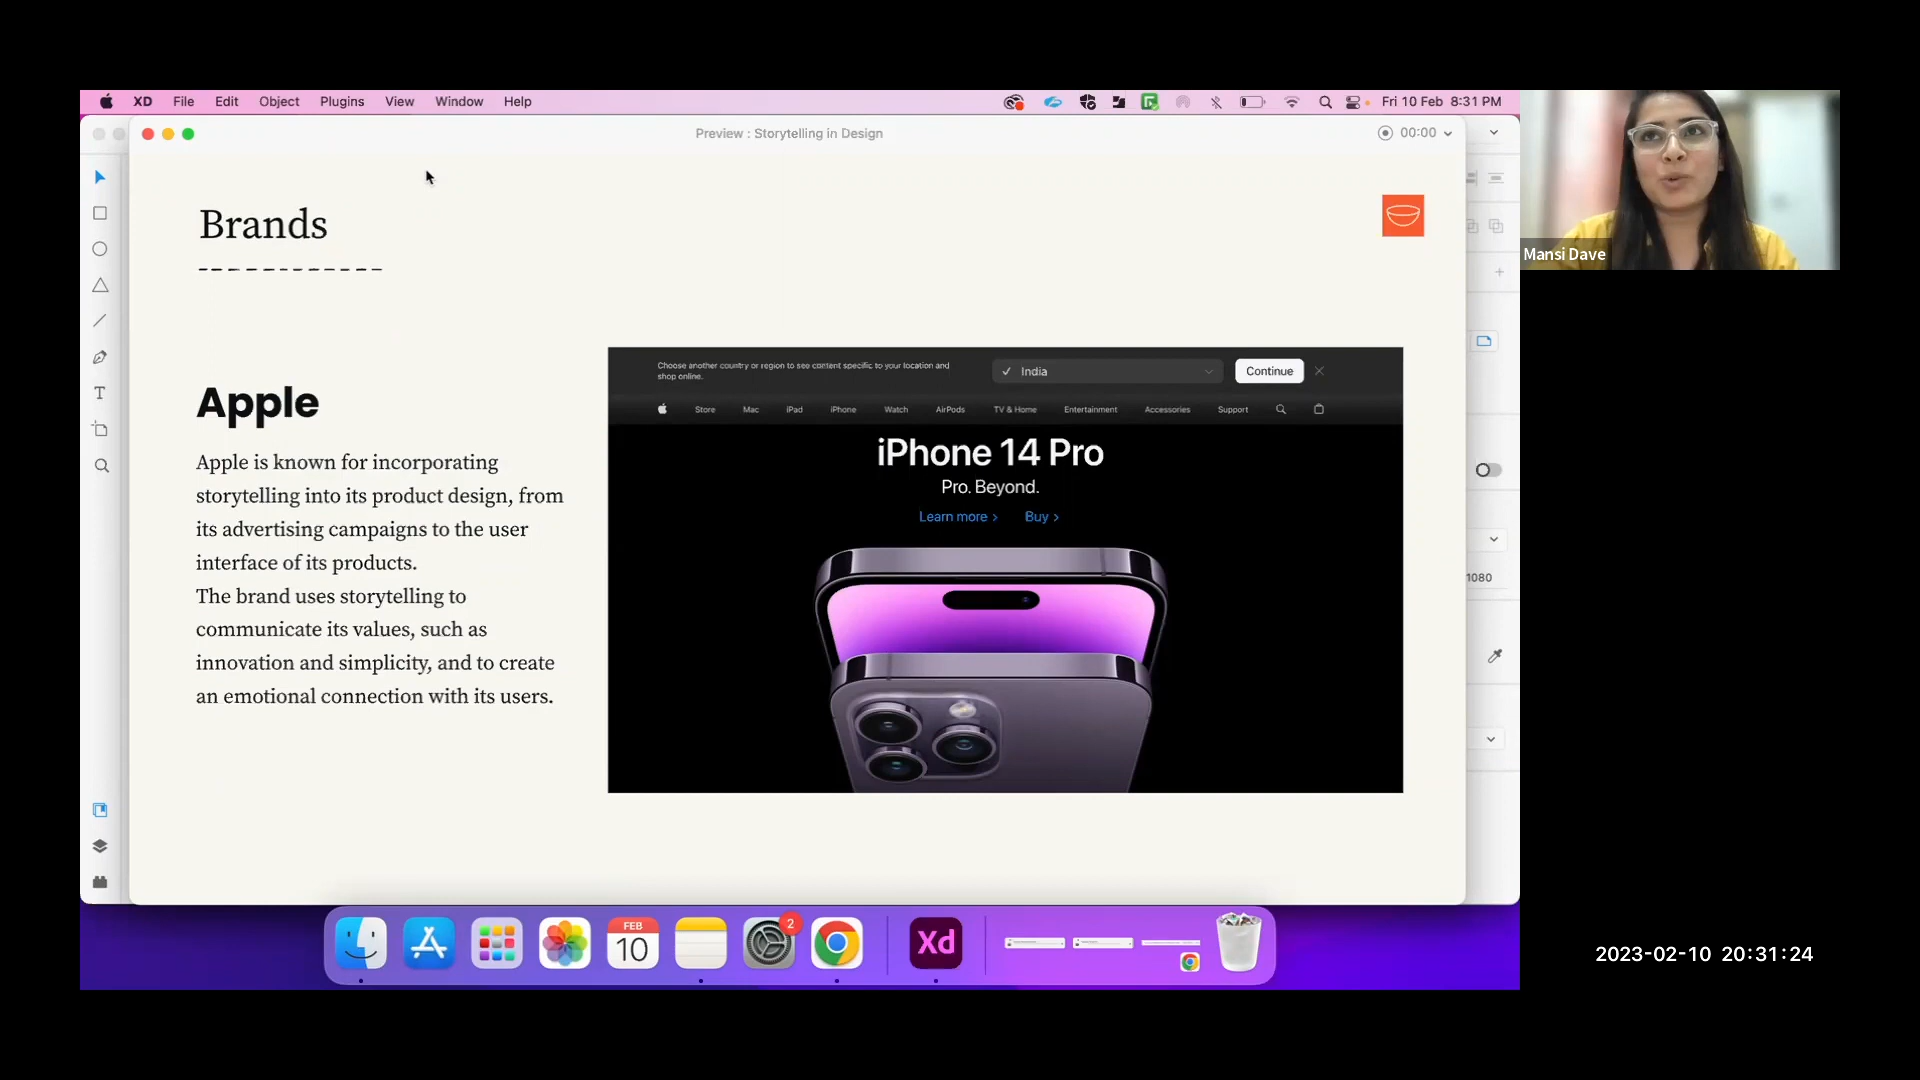 XD File Edit Object Plugins View Window Help
Fri 10 Feb 8:31 PM
Preview : Storytelling in Design
00:00
Mansi Dave
Brands
Apple
Apple is known for incorporating
storytelling into its product design, from
its advertising campaigns to the user
interface of its products.
The brand uses storytelling to
communicate its values, such as
innovation and simplicity, and to create
an emotional connection with its users.
Choose another country or region to see content specific to your location and
shop online.
India
Continue
Store Mac iPad iPhone Watch AirPods TV & Home Entertainment Accessories Support
iPhone 14 Pro
Pro. Beyond.
Learn more > Buy >
1080
FEB
10
2
Xd
2023-02-10 20:31:24